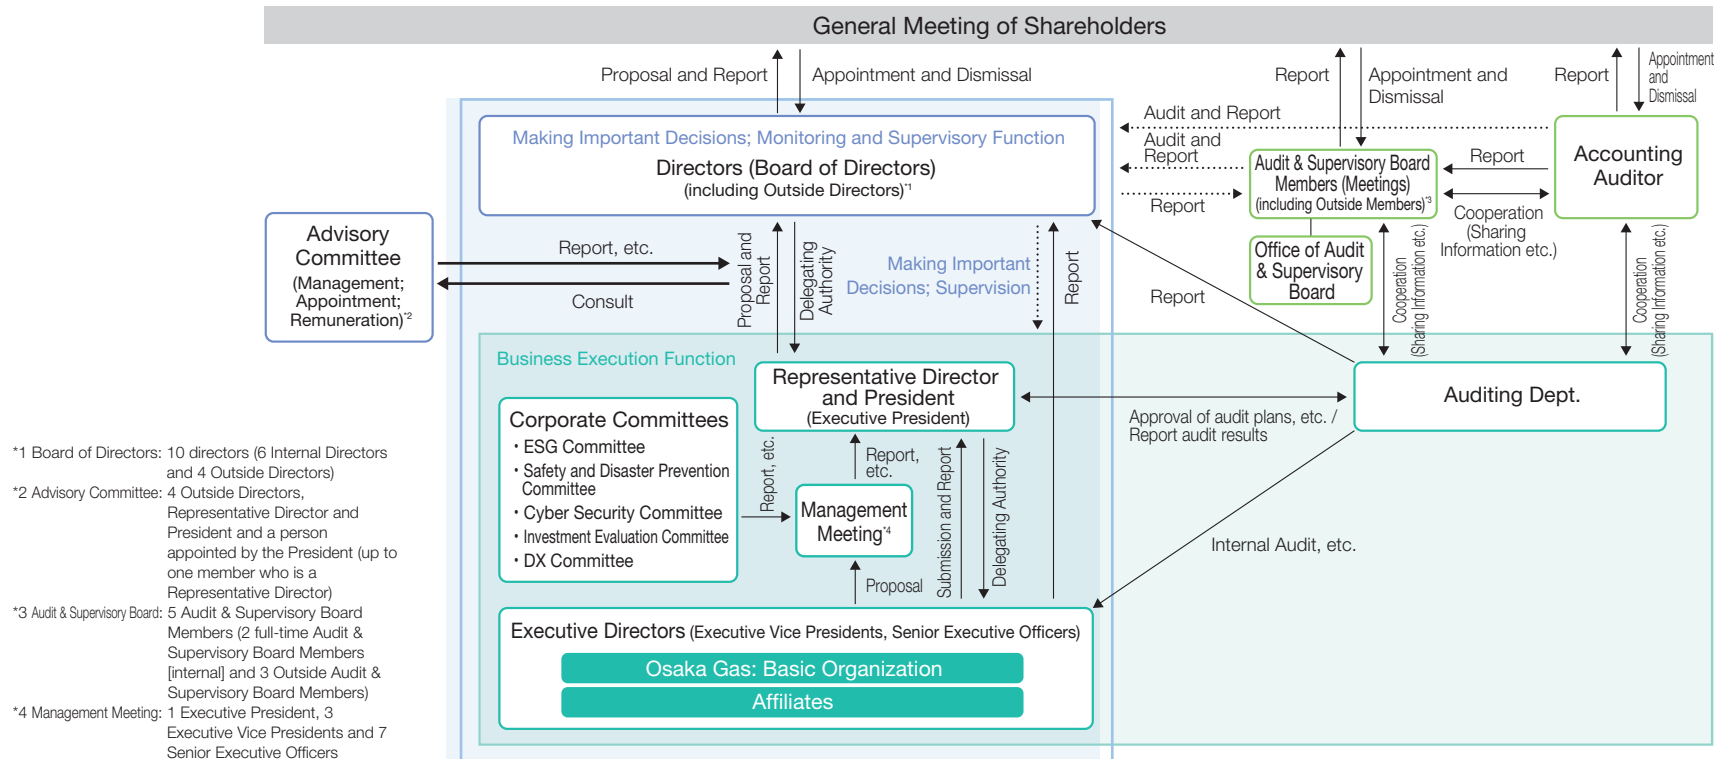 General Meeting of Shareholders
Proposal and Report
Appointment and Dismissal
Report
Appointment and
Dismissal
Report
Appointment
and
Dismissal
Making Important Decisions; Monitoring and Supervisory Function
Directors (Board of Directors)
(including Outside Directors)*1
Audit and Report
Audit and
Report
Report
Audit & Supervisory Board
Members (Meetings)
(including Outside Members)*3
Report
Cooperation
(Sharing
Information etc.)
Accounting
Auditor
Office of Audit
& Supervisory
Board
Advisory
Committee
(Management;
Appointment;
Remuneration)*2
Report, etc.
Consult
Proposal and
Report
Delegating
Authority
Making Important
Decisions; Supervision
Report
Report
Cooperation
(Sharing Information etc.)
Cooperation
(Sharing Information etc.)
Business Execution Function
Representative Director
and President
(Executive President)
Approval of audit plans, etc. /
Report audit results
Auditing Dept.
Corporate Committees
・ESG Committee
・Safety and Disaster Prevention
Committee
・Cyber Security Committee
・Investment Evaluation Committee
・DX Committee
Report, etc.
Report,
etc.
Management
Meeting*4
Proposal
Submission and Report
Delegating Authority
Internal Audit, etc.
Executive Directors (Executive Vice Presidents, Senior Executive Officers)
Osaka Gas: Basic Organization
Affiliates
*1 Board of Directors: 10 directors (6 Internal Directors
and 4 Outside Directors)
*2 Advisory Committee: 4 Outside Directors,
Representative Director and
President and a person
appointed by the President (up to
one member who is a
Representative Director)
*3 Audit & Supervisory Board: 5 Audit & Supervisory Board
Members (2 full-time Audit &
Supervisory Board Members
[internal] and 3 Outside Audit &
Supervisory Board Members)
*4 Management Meeting: 1 Executive President, 3
Executive Vice Presidents and 7
Senior Executive Officers